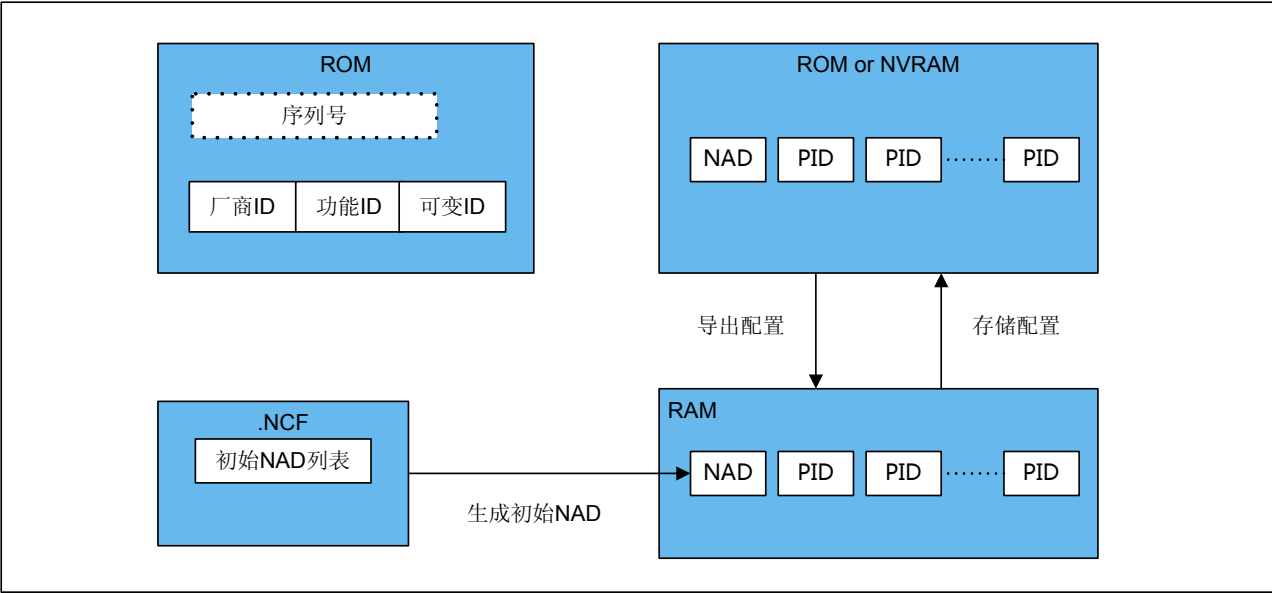 ROM
序列号
厂商ID 功能ID 可变ID
ROM or NVRAM
NAD PID PID ········ PID
导出配置 存储配置
.NCF
初始NAD列表
生成初始NAD
RAM
NAD PID PID ········ PID